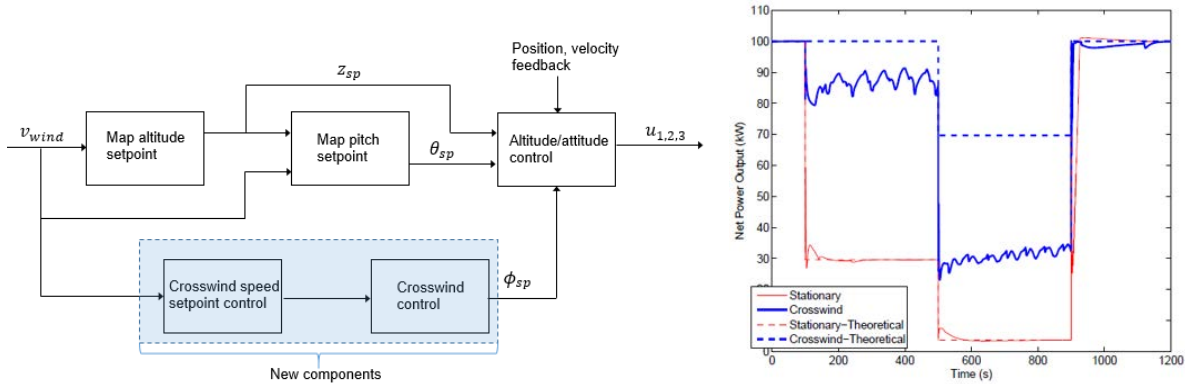 Position, velocity
feedback
z_sp
v_wind
Map altitude
setpoint
Map pitch
setpoint
θ_sp
Altitude/attitude
control
u_1,2,3
Crosswind speed
setpoint control
Crosswind
control
ϕ_sp
New components
110
100
90
80
70
60
50
40
30
0
Net Power Output (kW)
Stationary
Crosswind
Stationary-Theoretical
Crosswind-Theoretical
0 200 400 600 800 1000 1200
Time (s)